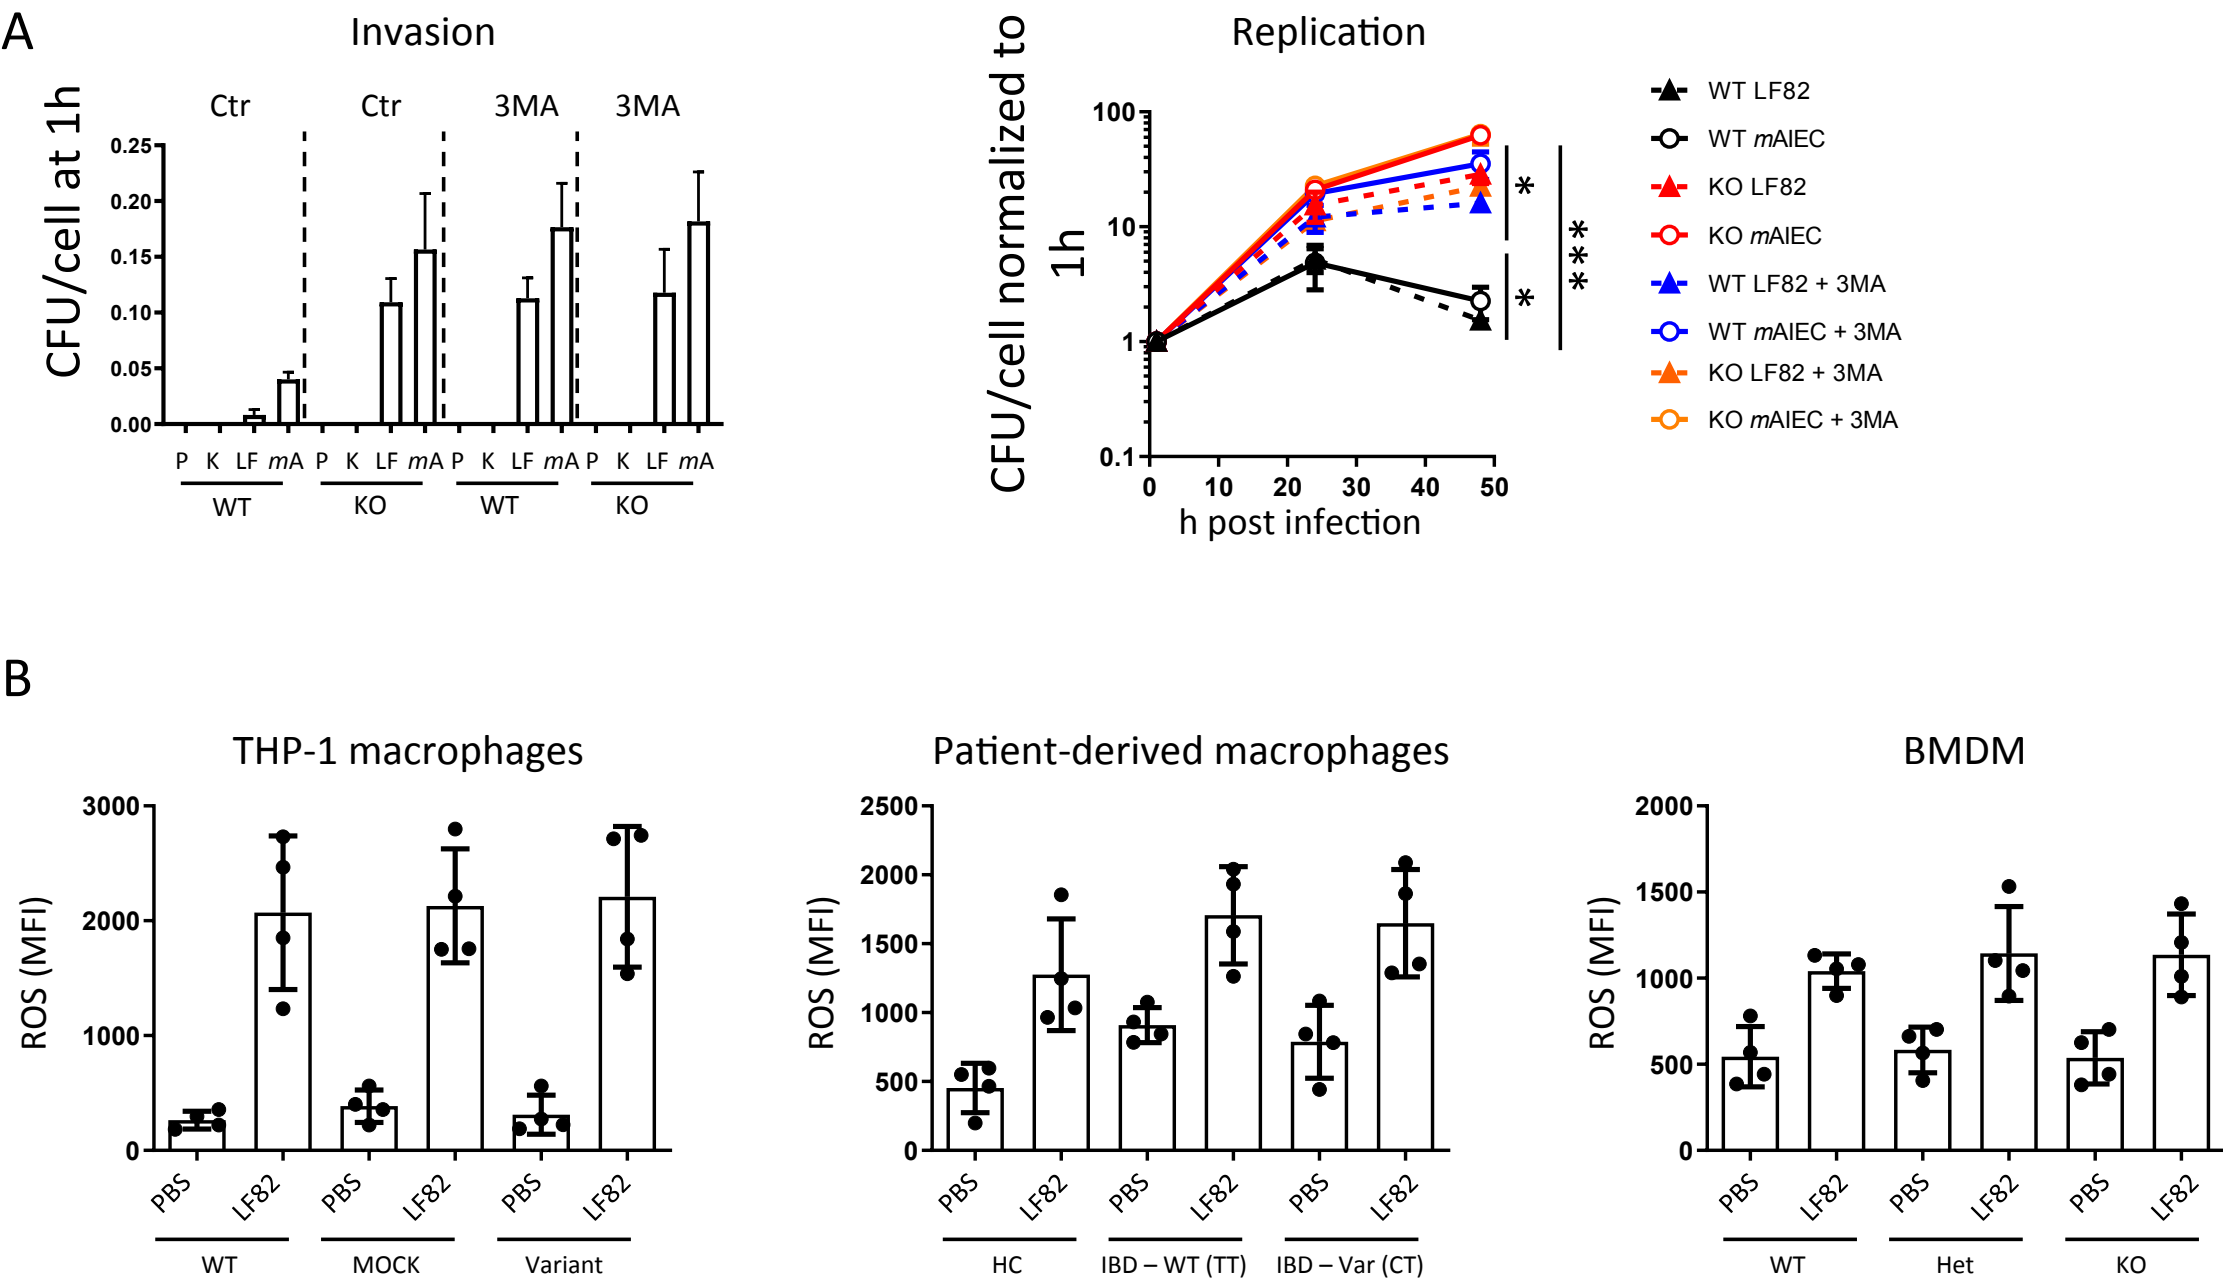 A
Invasion
CFU/cell at 1h
Ctr Ctr 3MA 3MA
0.25
0.20
0.15
0.10
0.05
0.00
P K LF mA P K LF mA P K LF mA P K LF mA
WT KO WT KO
Replication
CFU/cell normalized to
1h
100
10
1
0.1
0 10 20 30 40 50
h post infection
*
*
***
WT LF82
WT mAIEC
KO LF82
KO mAIEC
WT LF82 + 3MA
WT mAIEC + 3MA
KO LF82 + 3MA
KO mAIEC + 3MA
B
THP-1 macrophages
ROS (MFI)
3000
2000
1000
0
PBS LF82 PBS LF82 PBS LF82
WT MOCK Variant
Patient-derived macrophages
ROS (MFI)
2500
2000
1500
1000
500
0
PBS LF82 PBS LF82 PBS LF82
HC IBD – WT (TT) IBD – Var (CT)
BMDM
ROS (MFI)
2000
1500
1000
500
0
PBS LF82 PBS LF82 PBS LF82
WT Het KO